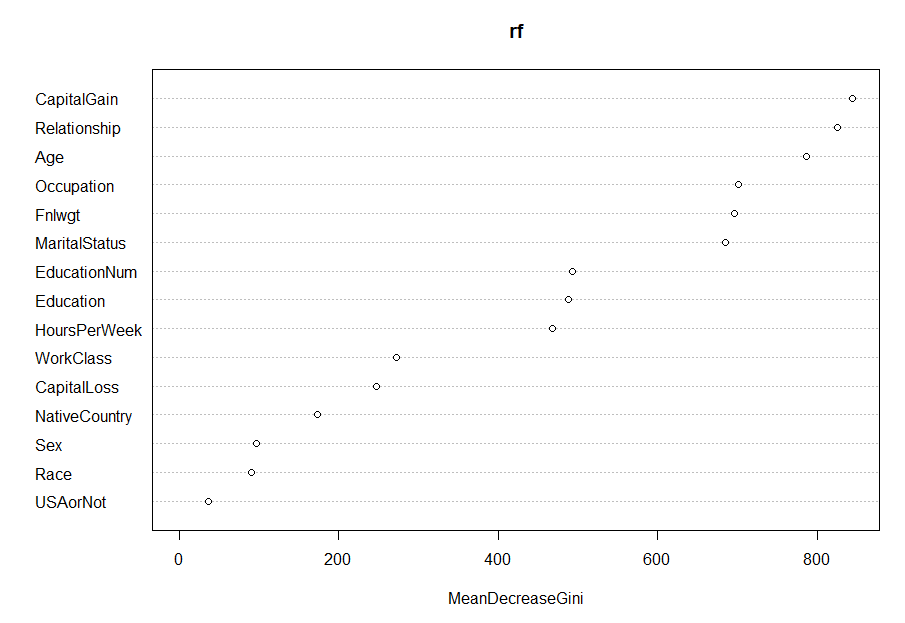 rf
CapitalGain
Relationship
Age
Occupation
Fnlwgt
MaritalStatus
EducationNum
Education
HoursPerWeek
WorkClass
CapitalLoss
NativeCountry
Sex
Race
USAorNot
0 200 400 600 800
MeanDecreaseGini